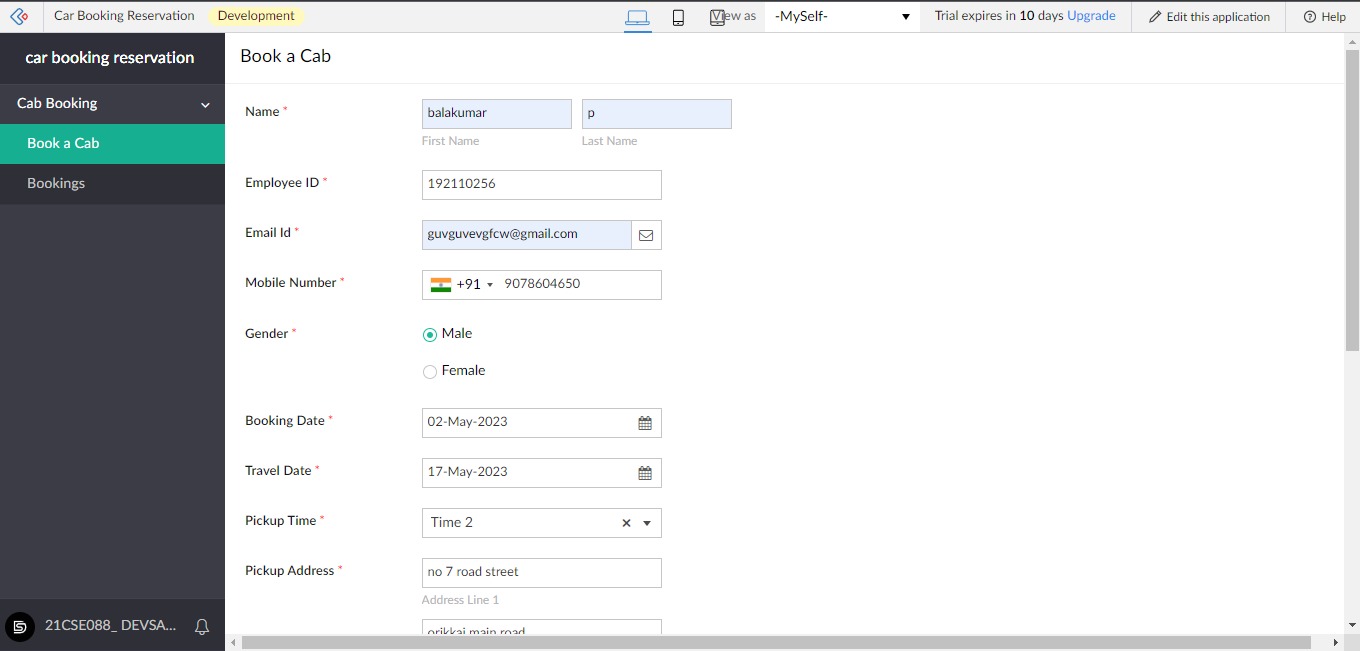 Car Booking Reservation Development View as -MySelf- Trial expires in 10 days Upgrade Edit this application Help
car booking reservation
Cab Booking
Book a Cab
Bookings
21CSE088_ DEVSA...
Book a Cab
Name *
balakumar p
First Name Last Name
Employee ID *
192110256
Email Id *
guvguvevgfcw@gmail.com
Mobile Number *
+91 9078604650
Gender *
Male
Female
Booking Date *
02-May-2023
Travel Date *
17-May-2023
Pickup Time *
Time 2
Pickup Address *
no 7 road street
Address Line 1
orikkai main road